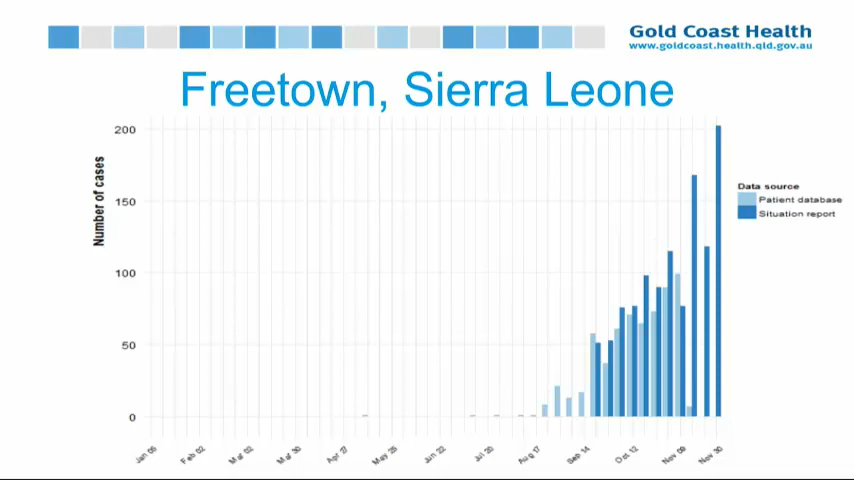 Gold Coast Health
www.goldcoast.health.qld.gov.au
Freetown, Sierra Leone
200
150
100
50
0
Number of cases
Data source
Patient database
Situation report
Jan 05
Feb 02
Mar 02
Mar 30
Apr 27
May 25
Jun 22
Jul 20
Aug 17
Sep 14
Oct 12
Nov 09
Nov 30